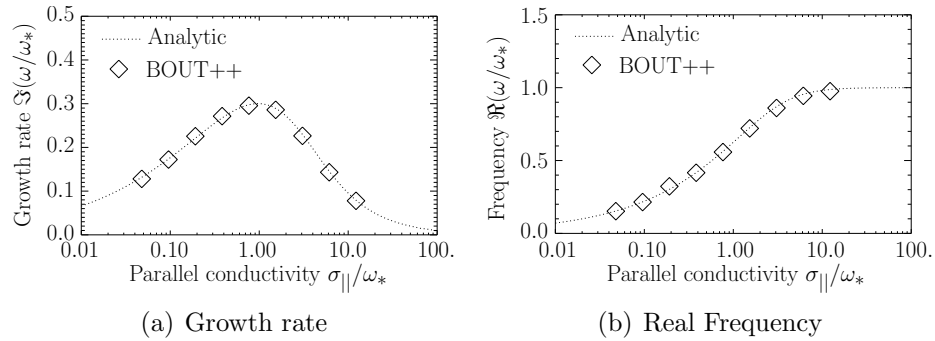 Growth rate ℑ(ω/ω*)
0.5
0.4
0.3
0.2
0.1
0.0
Analytic
BOUT++
0.01 0.10 1.00 10.0 100.
Parallel conductivity σ||/ω*
(a) Growth rate
Frequency ℜ(ω/ω*)
1.5
1.0
0.5
0.0
Analytic
BOUT++
0.01 0.10 1.00 10.0 100.
Parallel conductivity σ||/ω*
(b) Real Frequency